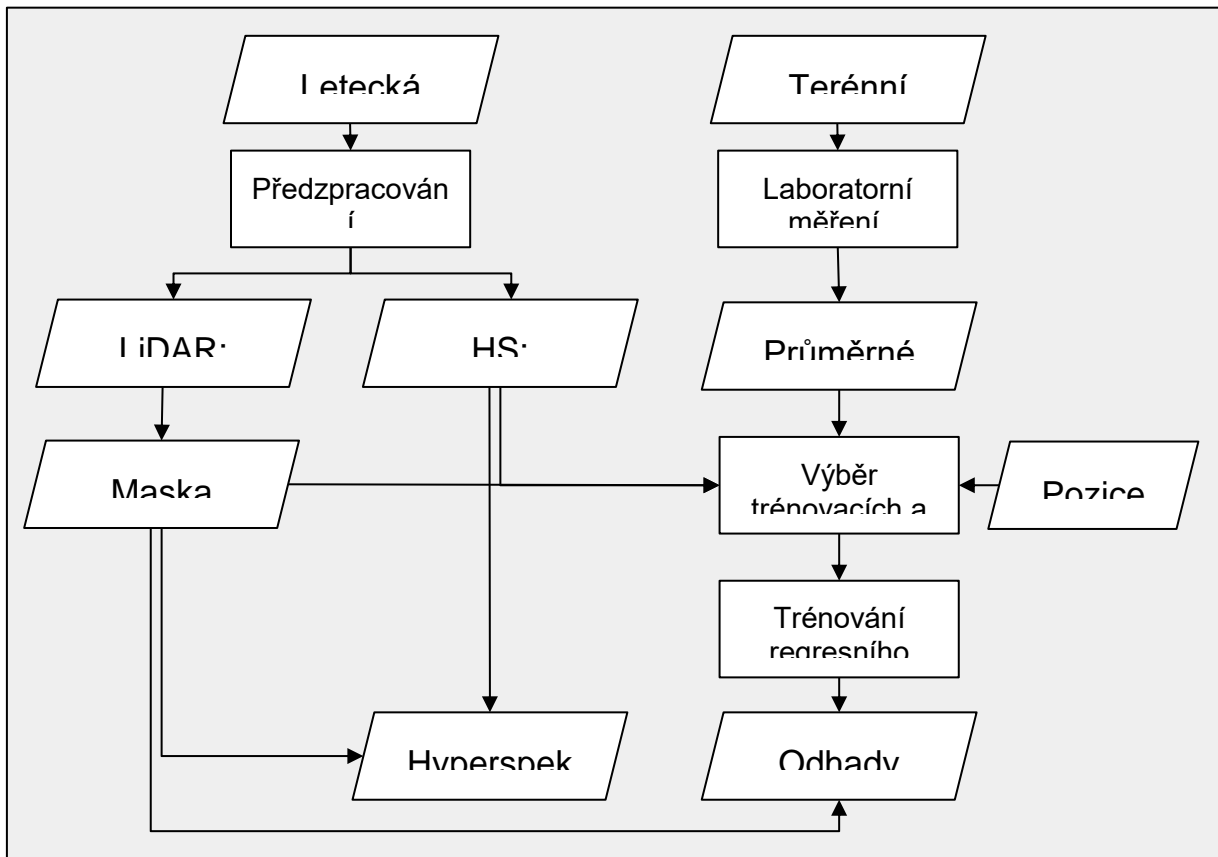 Letecká
Terénní
Předzpracován
í
Laboratorní
měření
LiDAR:
HS:
Průměrné
Maska
Výběr
trénovacích a
Pozice
Trénování
regresního
Hyperspek
Odhady